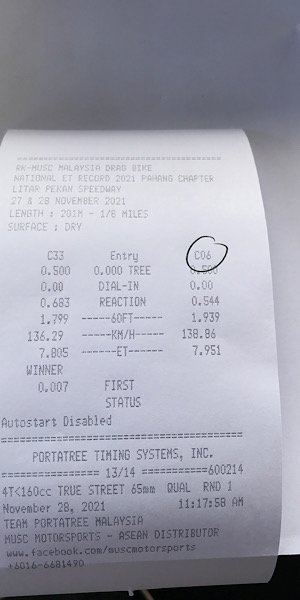 ==========================================
RK-MUSC MALAYSIA DRAG BIKE
NATIONAL ET RECORD 2021 PAHANG CHAPTER
LITAR PEKAN SPEEDWAY
27 & 28 NOVEMBER 2021
LENGTH : 201M - 1/8 MILES
SURFACE : DRY
C33 Entry C06
0.500 0.000 TREE 0.500
0.00 DIAL-IN 0.00
0.683 REACTION 0.544
1.799 ------60FT----- 1.939
136.29 -----KM/H----- 138.86
7.805 ------ET------ 7.951
WINNER
0.007 FIRST
STATUS
Autostart Disabled
==========================================
PORTATREE TIMING SYSTEMS, INC.
=============== 13/14 ===========600214
4T<160cc TRUE STREET 65mm QUAL RND 1
November 28, 2021 11:17:58 AM
TEAM PORTATREE MALAYSIA
MUSC MOTORSPORTS - ASEAN DISTRIBUTOR
www.facebook.com/muscmotorsports
+6016-6681490